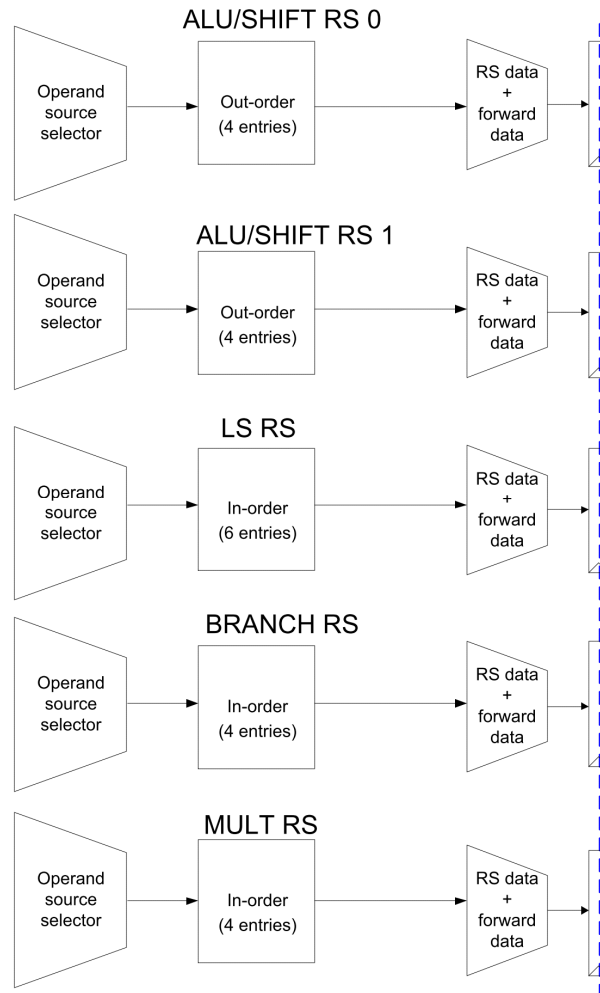 ALU/SHIFT RS 0
Operand
source
selector
Out-order
(4 entries)
RS data
+
forward
data
ALU/SHIFT RS 1
Operand
source
selector
Out-order
(4 entries)
RS data
+
forward
data
LS RS
Operand
source
selector
In-order
(6 entries)
RS data
+
forward
data
BRANCH RS
Operand
source
selector
In-order
(4 entries)
RS data
+
forward
data
MULT RS
Operand
source
selector
In-order
(4 entries)
RS data
+
forward
data